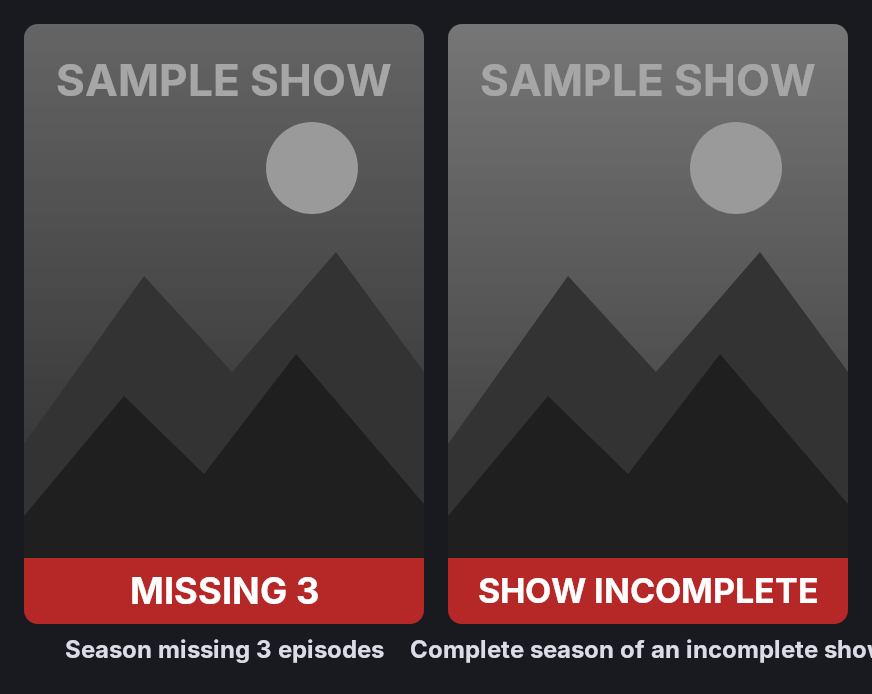 SAMPLE SHOW
SAMPLE SHOW
MISSING 3
SHOW INCOMPLETE
Season missing 3 episodes
Complete season of an incomplete show